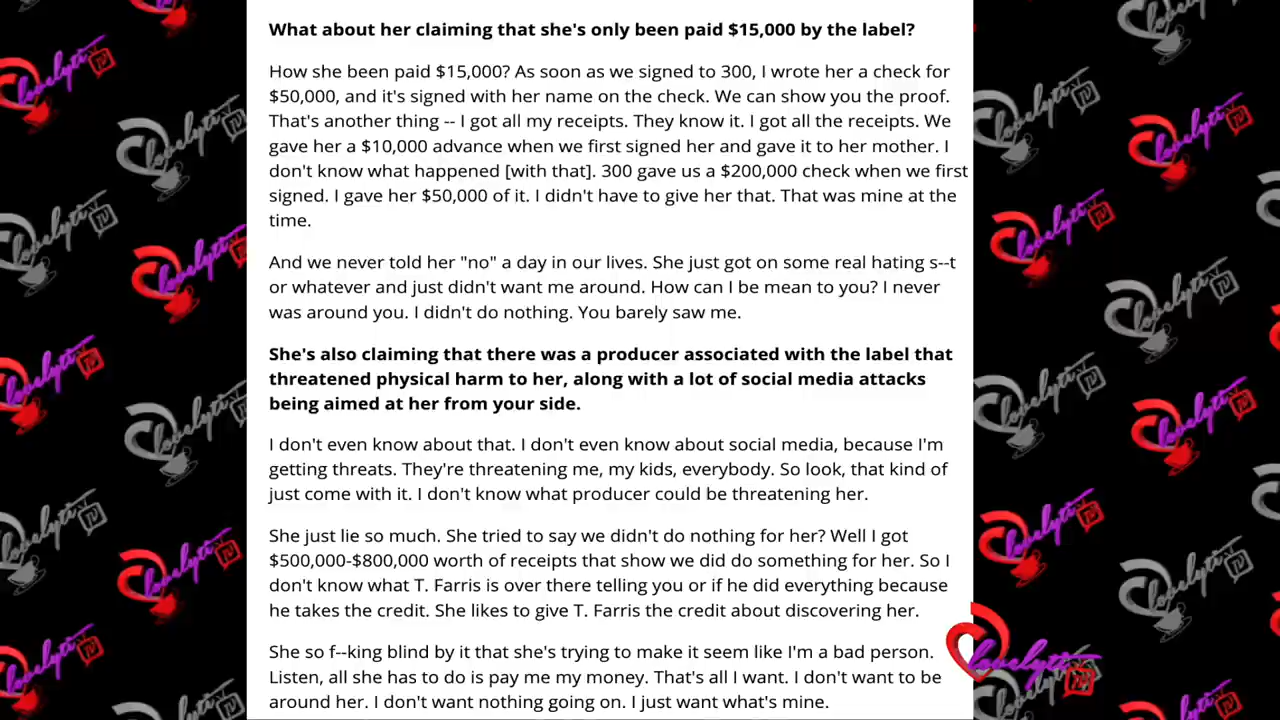 What about her claiming that she's only been paid $15,000 by the label?
How she been paid $15,000? As soon as we signed to 300, I wrote her a check for
$50,000, and it's signed with her name on the check. We can show you the proof.
That's another thing -- I got all my receipts. They know it. I got all the receipts. We
gave her a $10,000 advance when we first signed her and gave it to her mother. I
don't know what happened [with that]. 300 gave us a $200,000 check when we first
signed. I gave her $50,000 of it. I didn't have to give her that. That was mine at the
time.
And we never told her "no" a day in our lives. She just got on some real hating s--t
or whatever and just didn't want me around. How can I be mean to you? I never
was around you. I didn't do nothing. You barely saw me.
She's also claiming that there was a producer associated with the label that
threatened physical harm to her, along with a lot of social media attacks
being aimed at her from your side.
I don't even know about that. I don't even know about social media, because I'm
getting threats. They're threatening me, my kids, everybody. So look, that kind of
just come with it. I don't know what producer could be threatening her.
She just lie so much. She tried to say we didn't do nothing for her? Well I got
$500,000-$800,000 worth of receipts that show we did do something for her. So I
don't know what T. Farris is over there telling you or if he did everything because
he takes the credit. She likes to give T. Farris the credit about discovering her.
She so f--king blind by it that she's trying to make it seem like I'm a bad person.
Listen, all she has to do is pay me my money. That's all I want. I don't want to be
around her. I don't want nothing going on. I just want what's mine.
lovelyti TV